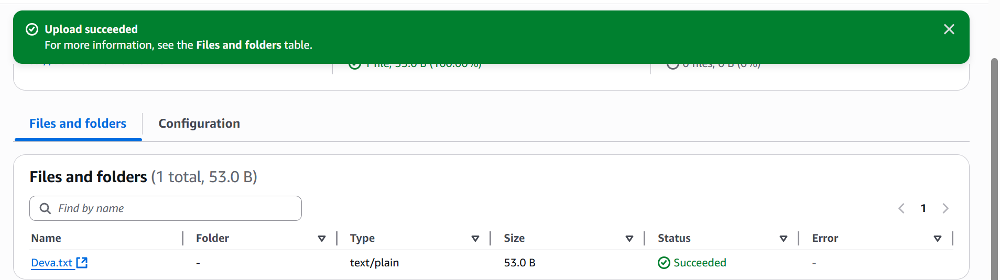 Upload succeeded
For more information, see the Files and folders table.
1 file, 53.0 B (100.00%)
0 files, 0 B (0%)
Files and folders
Configuration
Files and folders (1 total, 53.0 B)
Find by name
1
Name Folder Type Size Status Error
Deva.txt - text/plain 53.0 B Succeeded -